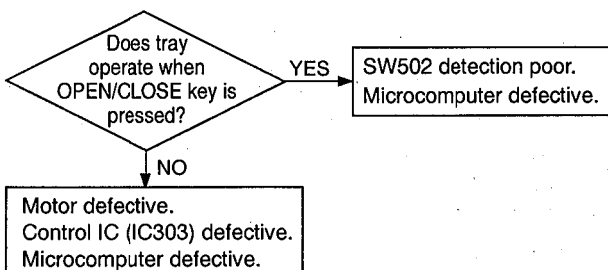 Does tray
operate when
OPEN/CLOSE key is
pressed?
YES
SW502 detection poor.
Microcomputer defective.
NO
Motor defective.
Control IC (IC303) defective.
Microcomputer defective.